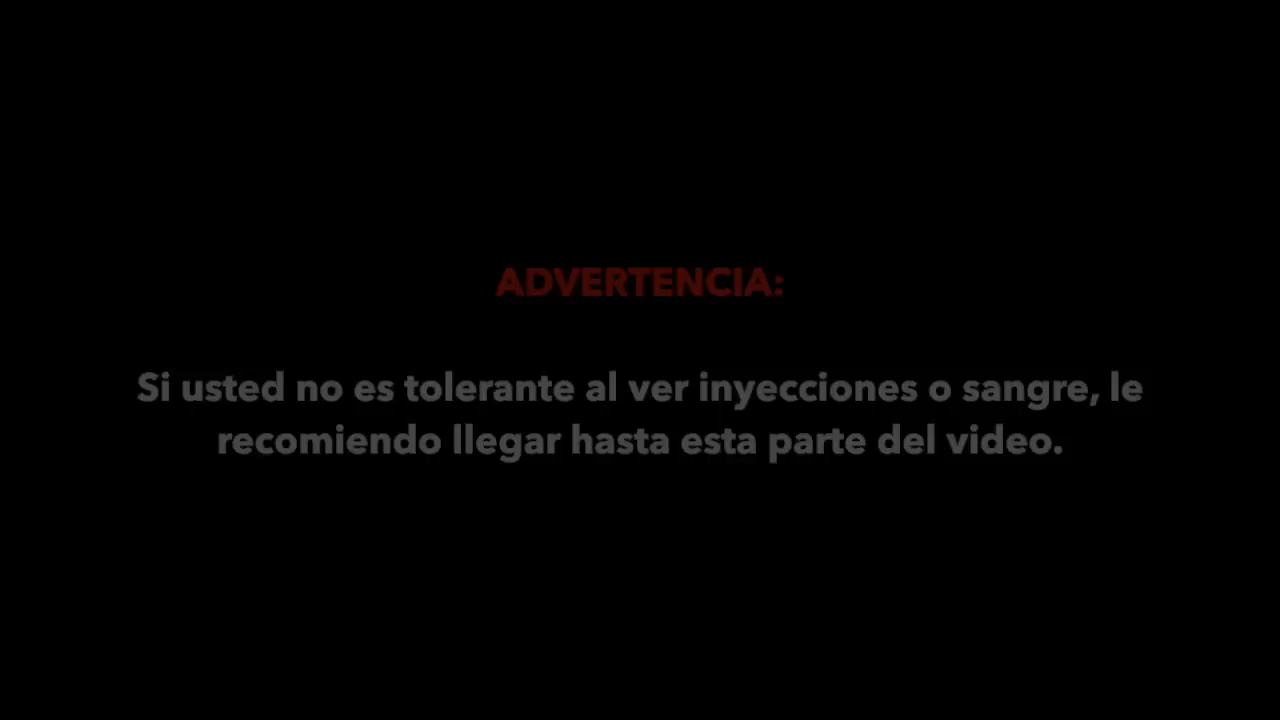 ADVERTENCIA:
Si usted no es tolerante al ver inyecciones o sangre, le
recomiendo llegar hasta esta parte del video.